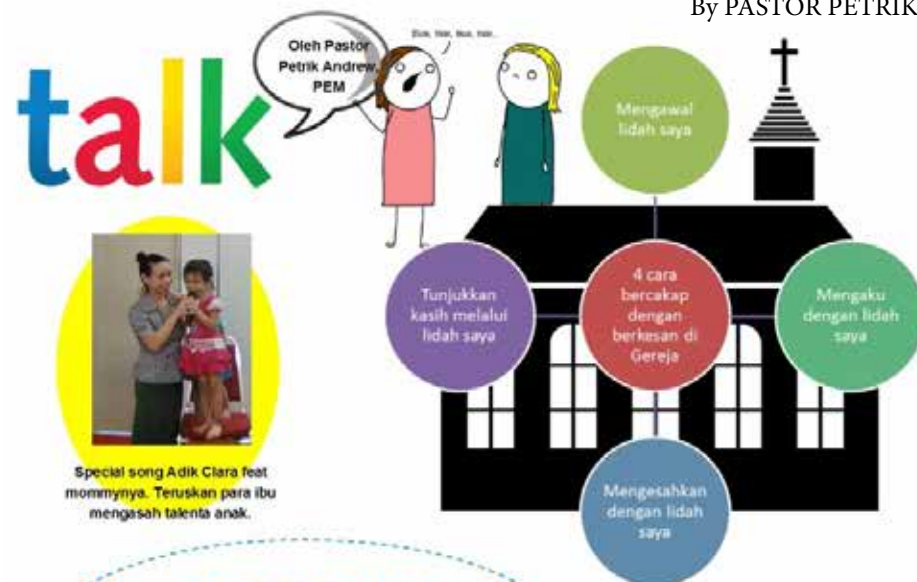 By PASTOR PETRIK
talk
Oleh Pastor
Petrik Andrew,
PEM
Mengawal
lidah saya
Tunjukkan
kasih melalui
lidah saya
4 cara
bercakap
dengan
berkesan di
Gereja
Mengaku
dengan lidah
saya
Mengesahkan
dengan lidah
saya
Special song Adik Clara feat
mommynya. Teruskan para ibu
mengasah talenta anak.